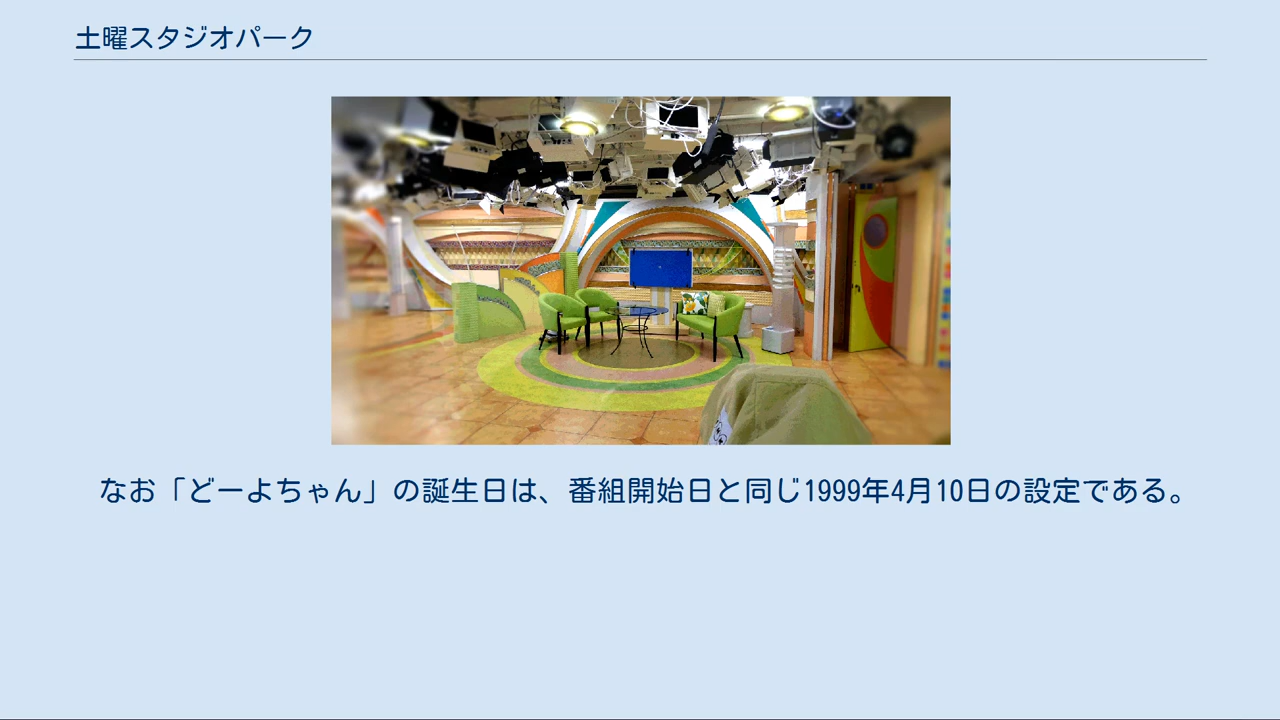 土曜スタジオパーク
なお「どーよちゃん」の誕生日は、番組開始日と同じ1999年4月10日の設定である。